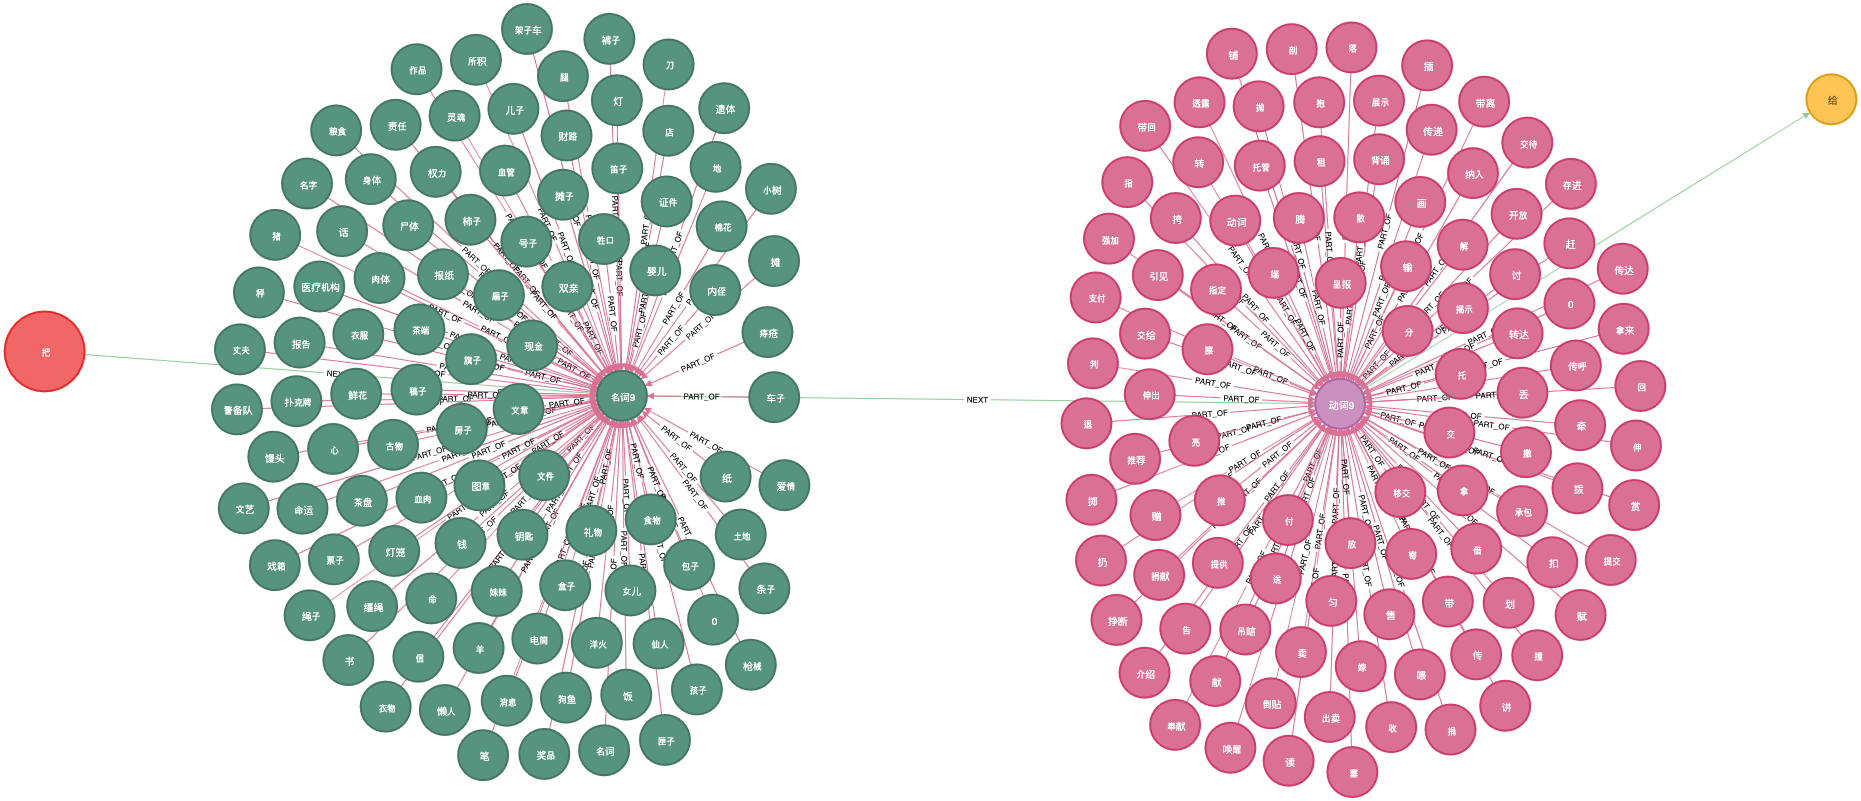 把
架子车
裤子
作品
所积
腿
刀
灯
灵魂
儿子
遗体
粮食
责任
财路
店
身体
权力
血管
笛子
地
名字
摊子
证件
小树
猪
话
尸体
柿子
号子
牲口
棉花
婴儿
摊
秤
医疗机构
肉体
报纸
扇子
双亲
内侄
丈夫
报告
衣服
茶端
旗子
现金
痔疮
警备队
扑克牌
鲜花
稿子
文章
名词9
车子
馒头
心
古物
房子
文件
纸
爱情
文艺
命运
茶盘
血肉
图章
钥匙
礼物
食物
土地
戏箱
票子
灯笼
钱
包子
条子
绳子
缰绳
命
妹妹
盒子
女儿
0
书
信
羊
电筒
洋火
仙人
枪械
衣物
懒人
消息
狗鱼
饭
孩子
笔
奖品
名词
匣子
PART_OF
NEXT
铺
剖
落
插
透露
抛
抱
展示
带离
带回
转
托管
租
背诵
传递
交待
指
挎
动词
腾
散
画
纳入
存进
强加
引见
指定
端
呈报
输
解
开放
赶
支付
交给
擦
分
揭示
讨
0
传达
列
伸出
托
转达
传呼
拿来
退
推荐
亮
动词9
交
丢
牵
回
掷
赠
推
付
移交
拿
撒
拨
伸
扔
捐献
提供
送
放
寄
借
承包
扣
赏
挣断
告
吊瞎
匀
售
带
划
提交
介绍
献
卖
嫁
喂
传
撞
赋
奉献
倒贴
出卖
收
捐
讲
唤醒
读
塞
给